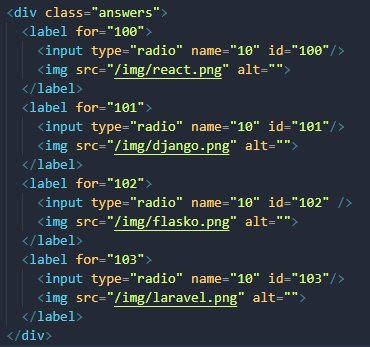 <div class="answers">
<label for="100">
<input type="radio" name="10" id="100"/>
<img src="/img/react.png" alt="">
</label>
<label for="101">
<input type="radio" name="10" id="101"/>
<img src="/img/django.png" alt="">
</label>
<label for="102">
<input type="radio" name="10" id="102" />
<img src="/img/flasko.png" alt="">
</label>
<label for="103">
<input type="radio" name="10" id="103"/>
<img src="/img/laravel.png" alt="">
</label>
</div>